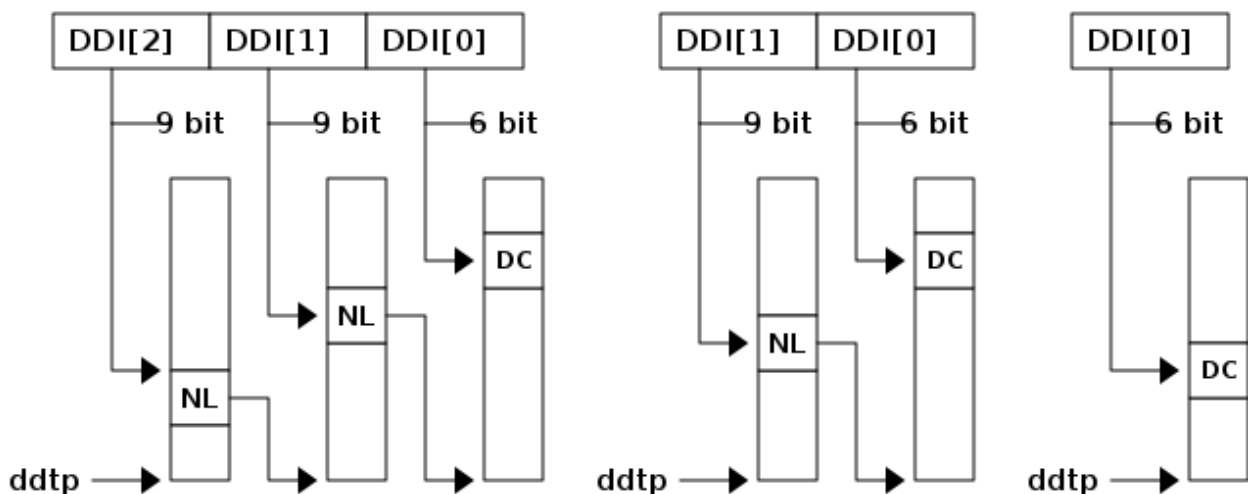 DDI[2] DDI[1] DDI[0] DDI[1] DDI[0] DDI[0]
9 bit 9 bit 6 bit 9 bit 6 bit 6 bit
DC DC
NL
NL
DC
NL
ddtp ddtp ddtp